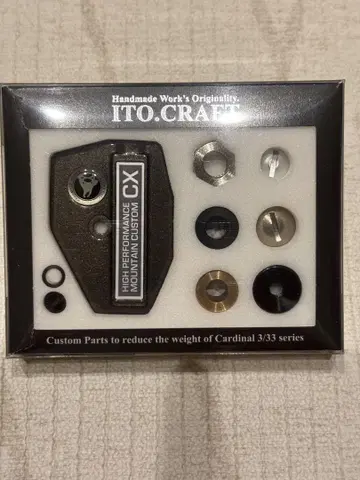 Handmade Work's Originality.
ITO.CRAFT
HIGH PERFORMANCE
MOUNTAIN CUSTOM
CX
Custom Parts to reduce the weight of Cardinal 3/33 series